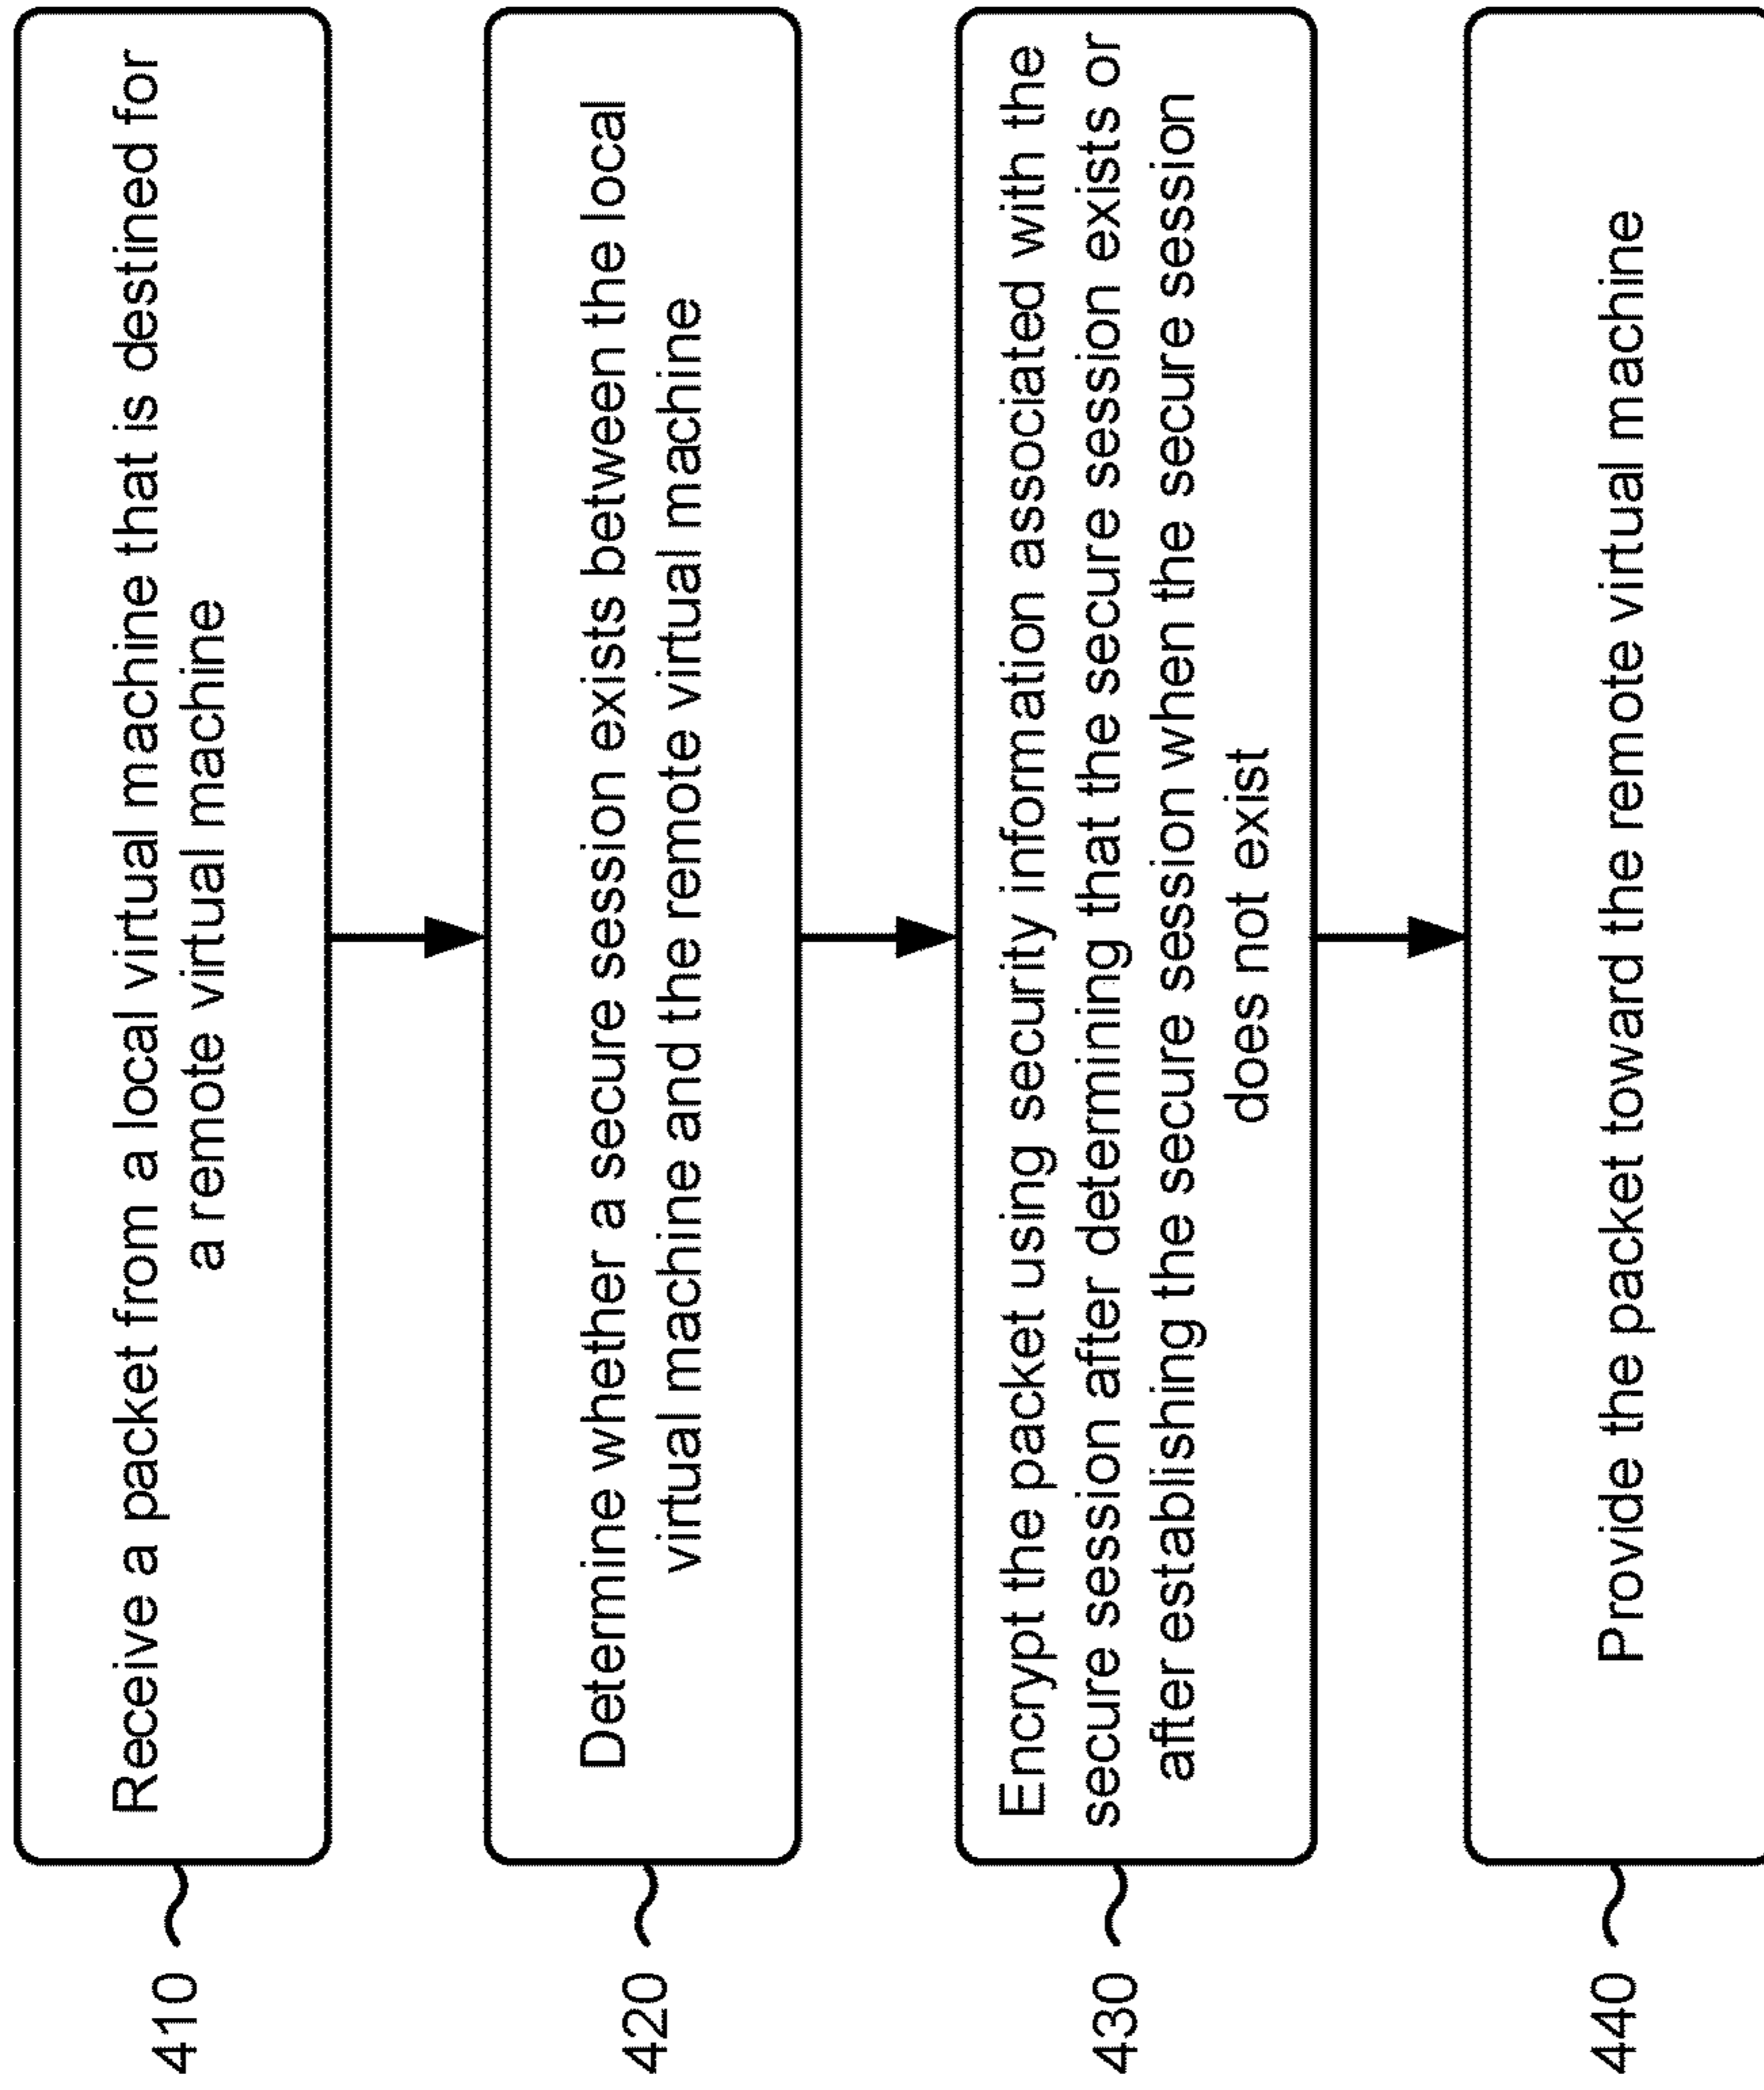 410
Receive a packet from a local virtual machine that is destined for
a remote virtual machine
420
Determine whether a secure session exists between the local
virtual machine and the remote virtual machine
430
Encrypt the packet using security information associated with the
secure session after determining that the secure session exists or
after establishing the secure session when the secure session
does not exist
440
Provide the packet toward the remote virtual machine